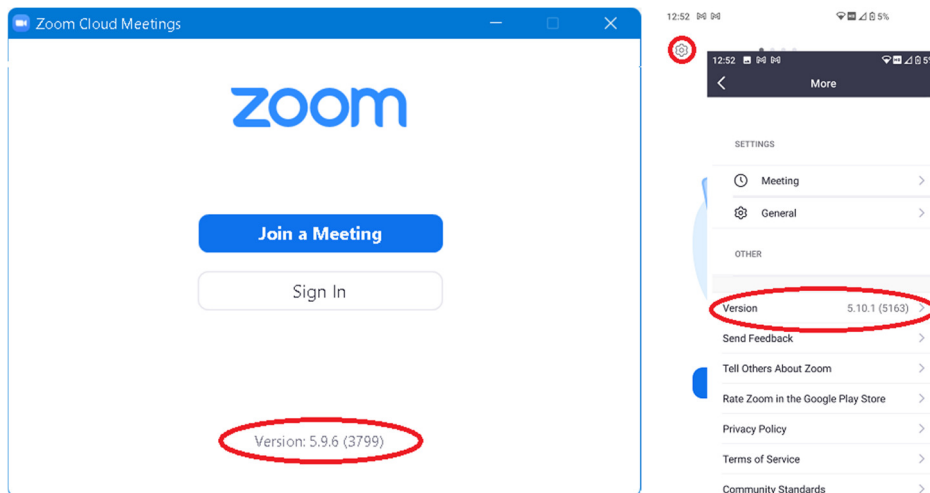 Zoom Cloud Meetings
zoom
Join a Meeting
Sign In
Version: 5.9.6 (3799)
12:52 5%
12:52 5%
More
SETTINGS
Meeting
General
OTHER
Version 5.10.1 (5163)
Send Feedback
Tell Others About Zoom
Rate Zoom in the Google Play Store
Privacy Policy
Terms of Service
Community Standards